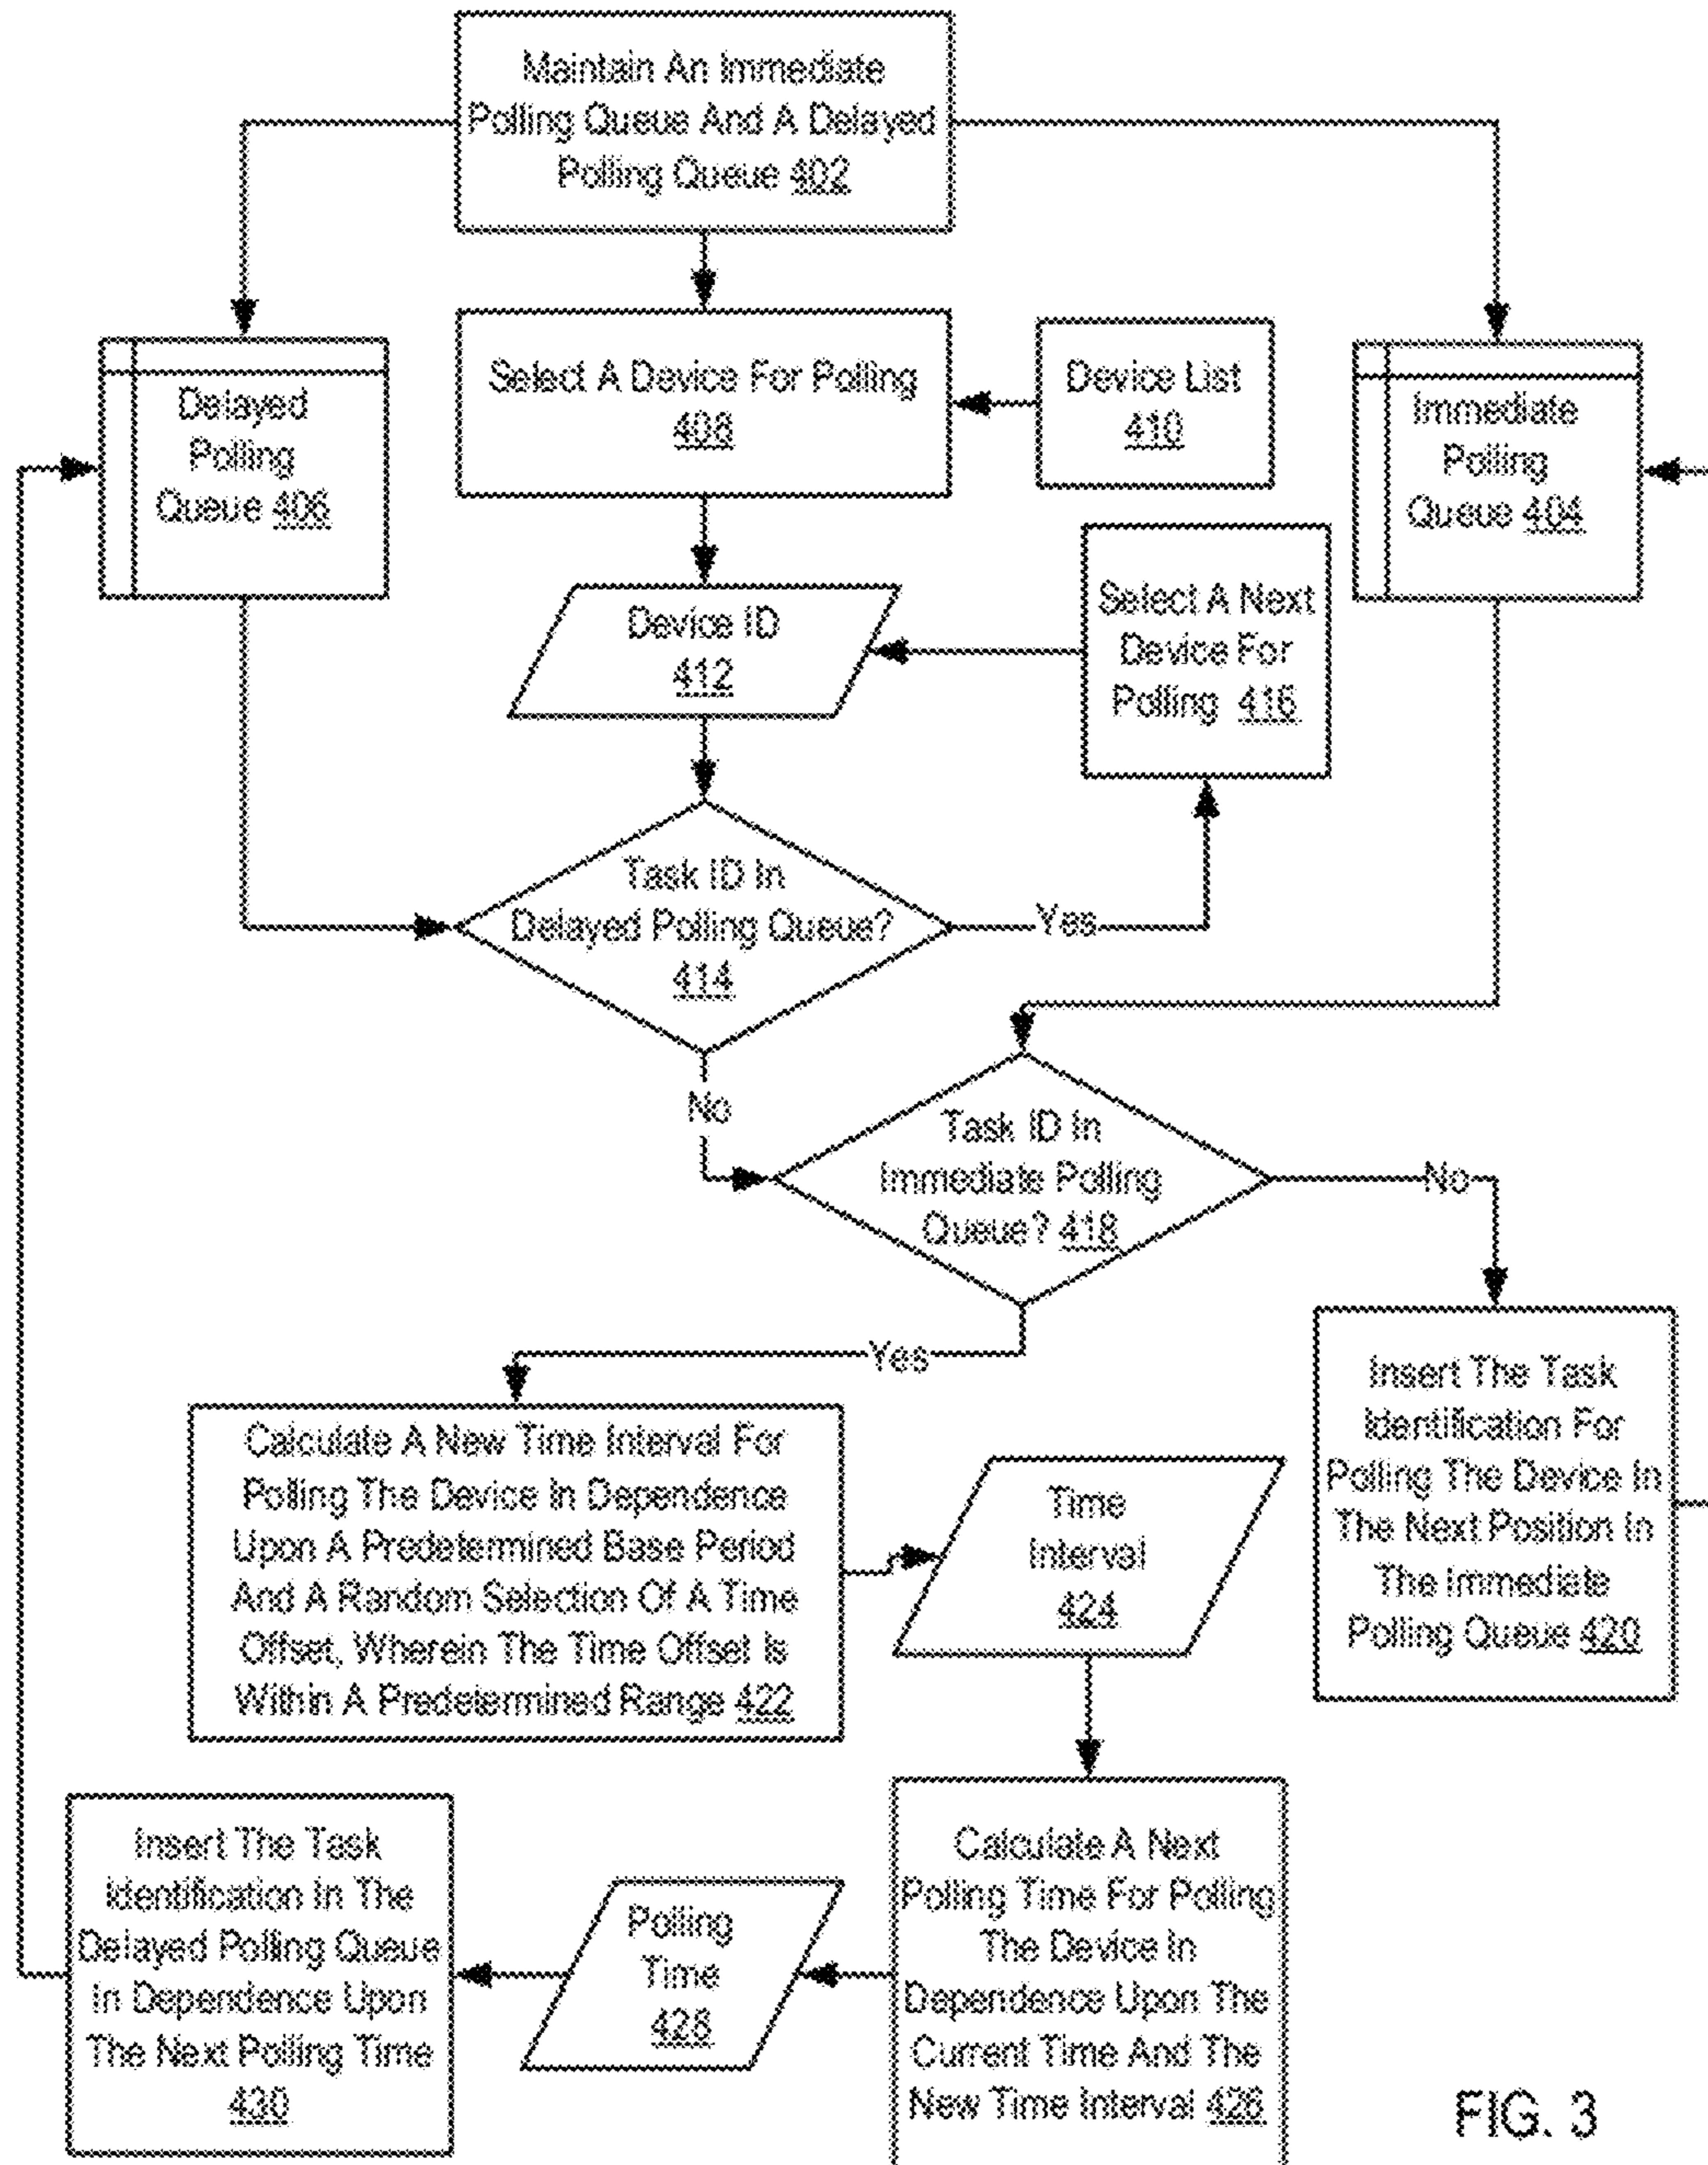 Maintain An Immediate
Polling Queue And A Delayed
Polling Queue 402
Delayed
Polling
Queue 406
Select A Device For Polling
408
Device List
410
Immediate
Polling
Queue 404
Device ID
412
Select A Next
Device For
Polling 416
Task ID In
Delayed Polling Queue?
414
Yes
No
Task ID In
Immediate Polling
Queue? 418
No
Yes
Insert The Task
Identification For
Polling The Device In
The Next Position In
The Immediate
Polling Queue 420
Calculate A New Time Interval For
Polling The Device In Dependence
Upon A Predetermined Base Period
And A Random Selection Of A Time
Offset, Wherein The Time Offset Is
Within A Predetermined Range 422
Time
Interval
424
Calculate A Next
Polling Time For Polling
The Device In
Dependence Upon The
Current Time And The
New Time Interval 426
Polling
Time
428
Insert The Task
Identification In The
Delayed Polling Queue
In Dependence Upon
The Next Polling Time
430
FIG. 3